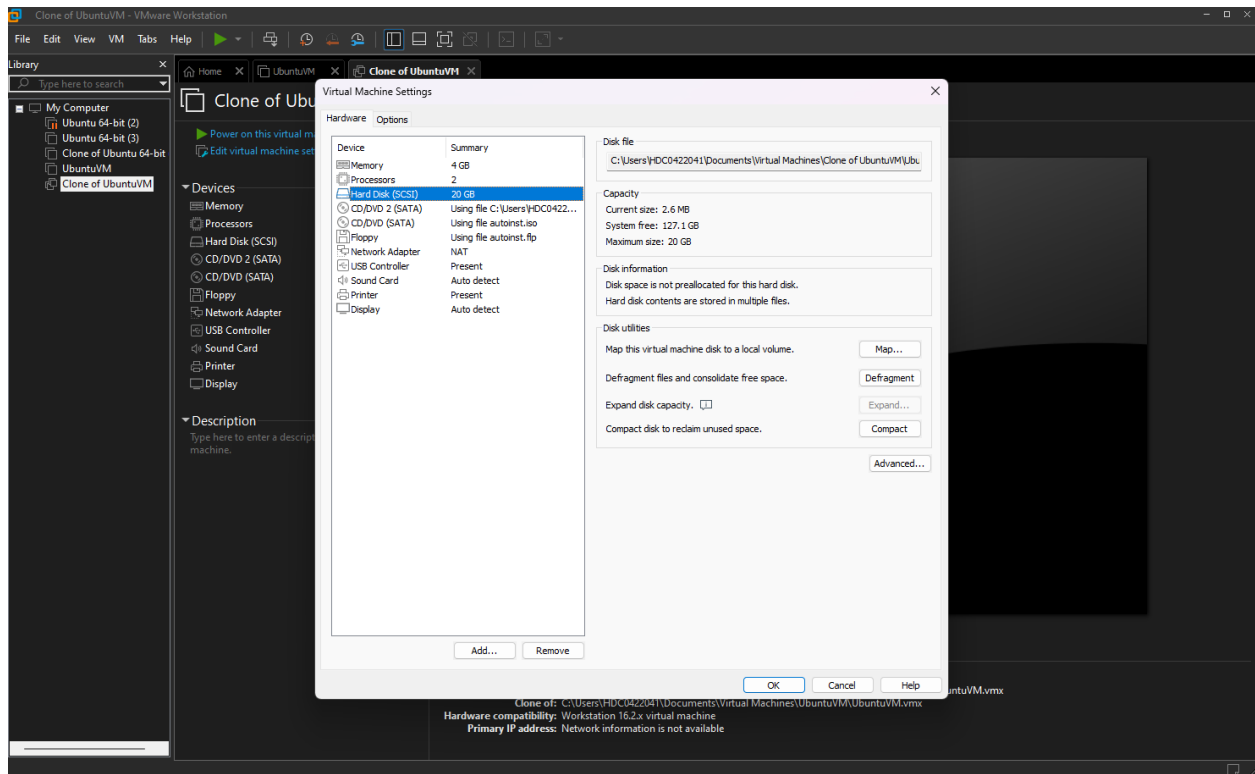 Clone of UbuntuVM - VMware Workstation
File Edit View VM Tabs Help
Library
Type here to search
My Computer
Ubuntu 64-bit (2)
Ubuntu 64-bit (3)
Clone of Ubuntu 64-bit
UbuntuVM
Clone of UbuntuVM
Home UbuntuVM Clone of UbuntuVM
Clone of Ubu
Power on this virtual m
Edit virtual machine set
Devices
Memory
Processors
Hard Disk (SCSI)
CD/DVD 2 (SATA)
CD/DVD (SATA)
Floppy
Network Adapter
USB Controller
Sound Card
Printer
Display
Description
Type here to enter a descript
machine.
Virtual Machine Settings
Hardware Options
Device Summary
Memory 4 GB
Processors 2
Hard Disk (SCSI) 20 GB
CD/DVD 2 (SATA) Using file C:\Users\HDC0422...
CD/DVD (SATA) Using file autoinst.iso
Floppy Using file autoinst.flp
Network Adapter NAT
USB Controller Present
Sound Card Auto detect
Printer Present
Display Auto detect
Add... Remove
Disk file
C:\Users\HDC0422041\Documents\Virtual Machines\Clone of UbuntuVM\Ubu
Capacity
Current size: 2.6 MB
System free: 127.1 GB
Maximum size: 20 GB
Disk information
Disk space is not preallocated for this hard disk.
Hard disk contents are stored in multiple files.
Disk utilities
Map this virtual machine disk to a local volume. Map...
Defragment files and consolidate free space. Defragment
Expand disk capacity. Expand...
Compact disk to reclaim unused space. Compact
Advanced...
OK Cancel Help
untuVM.vmx
Clone of: C:\Users\HDC0422041\Documents\Virtual Machines\UbuntuVM\UbuntuVM.vmx
Hardware compatibility: Workstation 16.2.x virtual machine
Primary IP address: Network information is not available